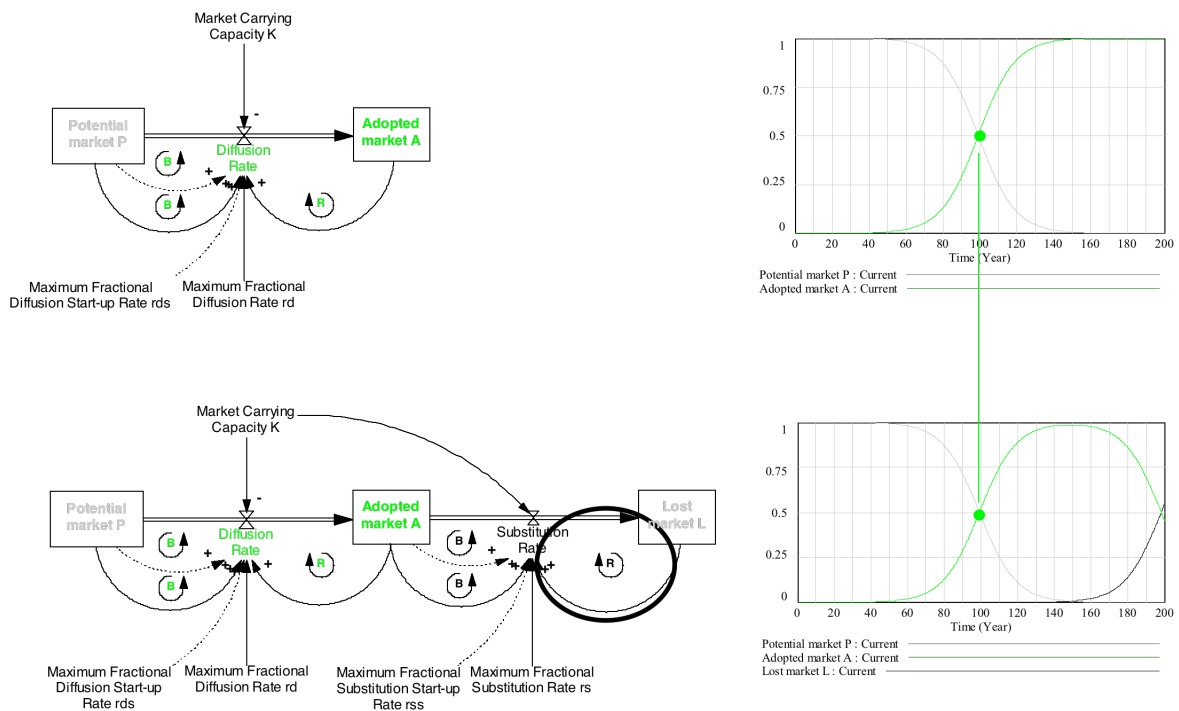 Market Carrying
Capacity K
-
Potential
market P
Adopted
market A
Diffusion
Rate
B
+
+
+
B
R
Maximum Fractional
Diffusion Start-up Rate rds
Maximum Fractional
Diffusion Rate rd
1
0.75
0.5
0.25
0
0 20 40 60 80 100 120 140 160 180 200
Time (Year)
Potential market P : Current
Adopted market A : Current
Market Carrying
Capacity K
-
Potential
market P
Adopted
market A
Lost
market L
Diffusion
Rate
Substitution
Rate
B
+
+
+
B
R
B
+
+
+
B
R
Maximum Fractional
Diffusion Start-up
Rate rds
Maximum Fractional
Diffusion Rate rd
Maximum Fractional
Substitution Start-up
Rate rss
Maximum Fractional
Substitution Rate rs
1
0.75
0.5
0.25
0
0 20 40 60 80 100 120 140 160 180 200
Time (Year)
Potential market P : Current
Adopted market A : Current
Lost market L : Current